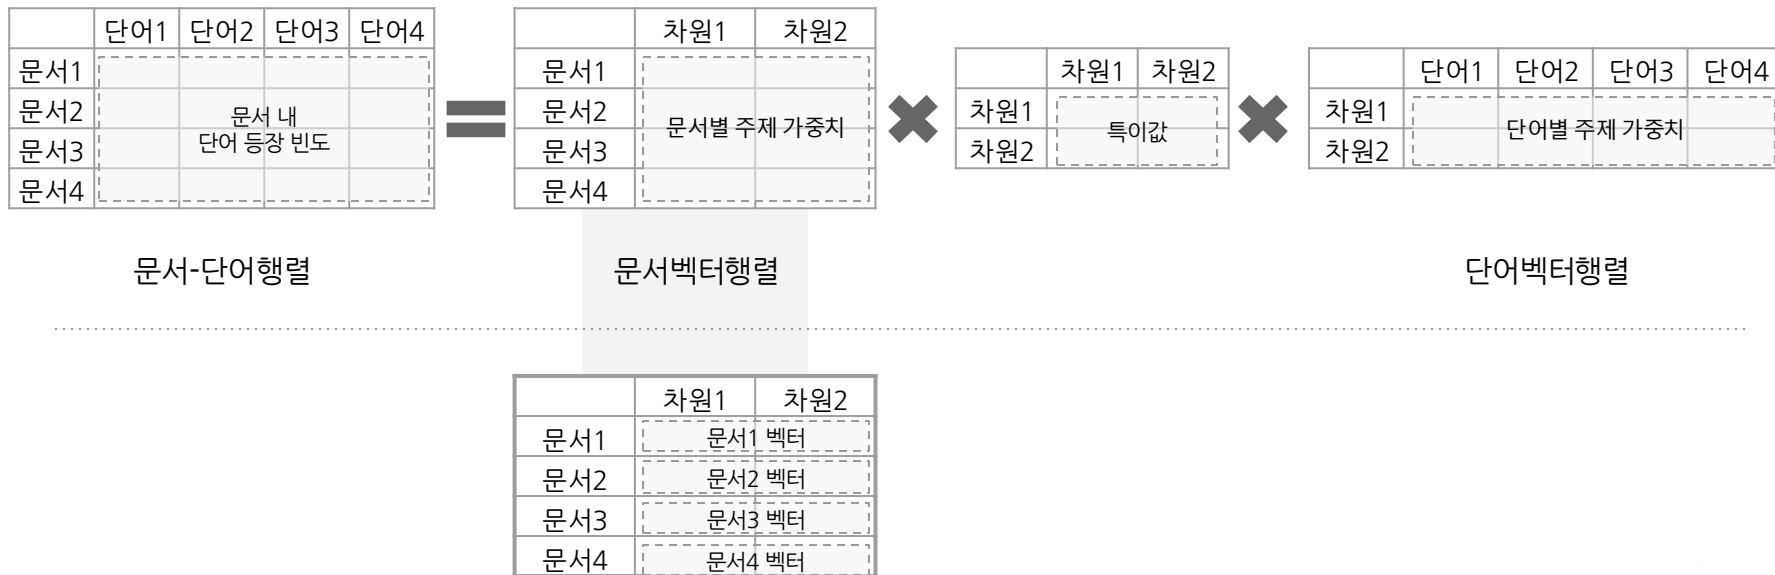 단어1 단어2 단어3 단어4
문서1
문서2
문서3
문서4
문서 내
단어 등장 빈도
차원1 차원2
문서1
문서2
문서3
문서4
문서별 주제 가중치
차원1 차원2
차원1
차원2
특이값
단어1 단어2 단어3 단어4
차원1
차원2
단어별 주제 가중치
문서-단어행렬
문서벡터행렬
단어벡터행렬
차원1 차원2
문서1 문서1 벡터
문서2 문서2 벡터
문서3 문서3 벡터
문서4 문서4 벡터